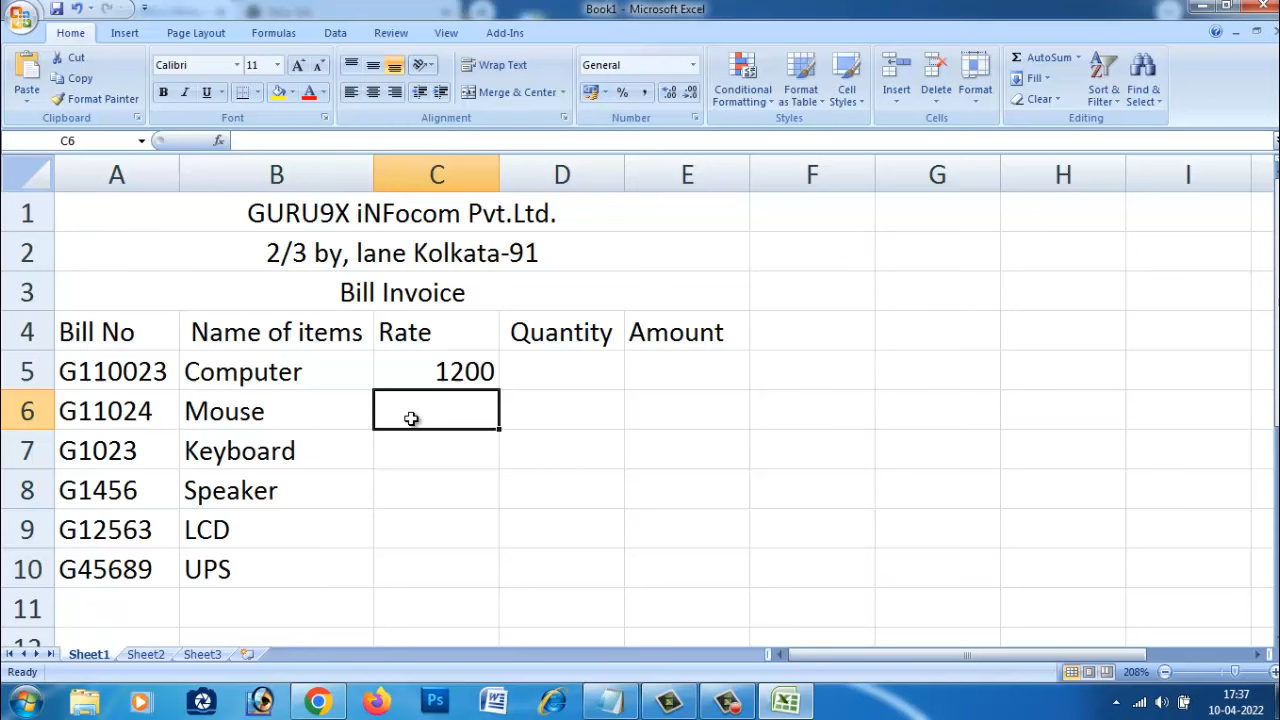 Book1 - Microsoft Excel
Home Insert Page Layout Formulas Data Review View Add-Ins
Paste Cut Calibri 11 A A Wrap Text General Conditional Formatting Format as Table Cell Styles Insert Delete Format Σ AutoSum Sort & Filter Find & Select
Copy Fill
Format Painter B I U A Merge & Center % , Clear
Clipboard Font Alignment Number Styles Cells Editing
C6 fx
A B C D E F G H I
1 GURU9X iNFocom Pvt.Ltd.
2 2/3 by, lane Kolkata-91
3 Bill Invoice
4 Bill No Name of items Rate Quantity Amount
5 G110023 Computer 1200
6 G11024 Mouse
7 G1023 Keyboard
8 G1456 Speaker
9 G12563 LCD
10 G45689 UPS
11
12
Sheet1 Sheet2 Sheet3
Ready 208%
Ps W 17:37
10-04-2022